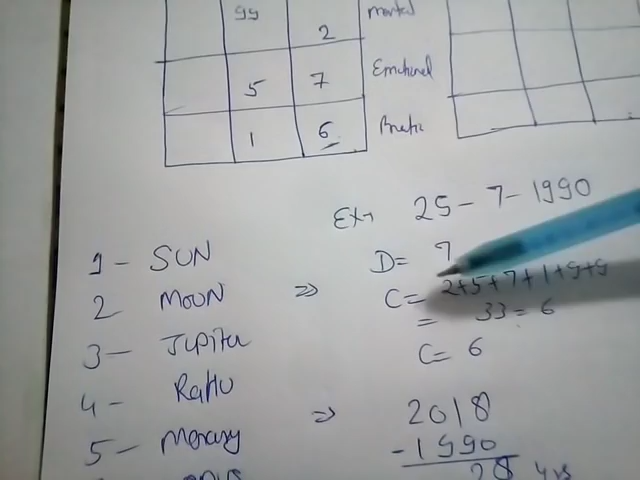 99 mental
2
5 7 Emotional
1 6
Ex→ 25 - 7 - 1990
1 - SUN
D = 7
2 MOON
⇒ C = 2+5+7+1+9+9
= 33 = 6
3 - Jupiter
C = 6
4 - RAHU
⇒ 2018
5 - Mercury
- 1990
28 yrs